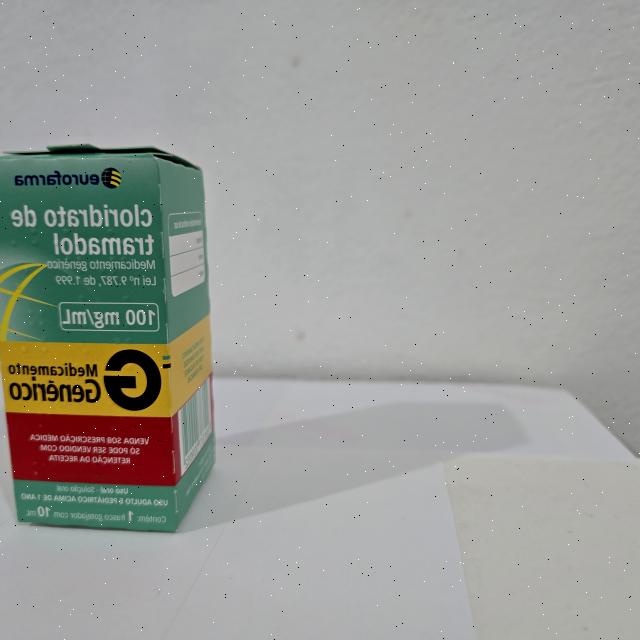 eurofarma
cloridrato de
tramadol
Medicamento genérico
Lei nº 9.787, de 1.999
100 mg/mL
G
Medicamento
Genérico
VENDA SOB PRESCRIÇÃO MÉDICA
SÓ PODE SER VENDIDO COM
RETENÇÃO DA RECEITA
Uso oral - Solução oral
USO ADULTO E PEDIÁTRICO ACIMA DE 1 ANO
Contém: 1 frasco gotejador com 10 mL